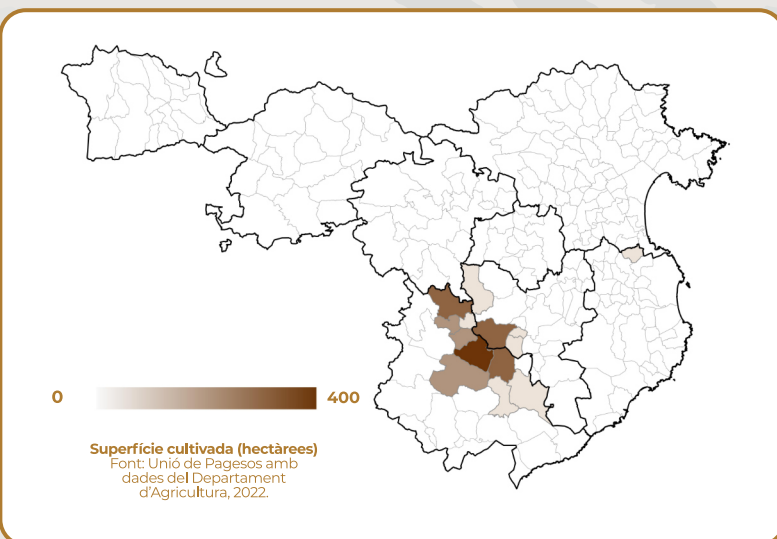 0
400
Superfície cultivada (hectàrees)
Font: Unió de Pagesos amb
dades del Departament
d'Agricultura, 2022.